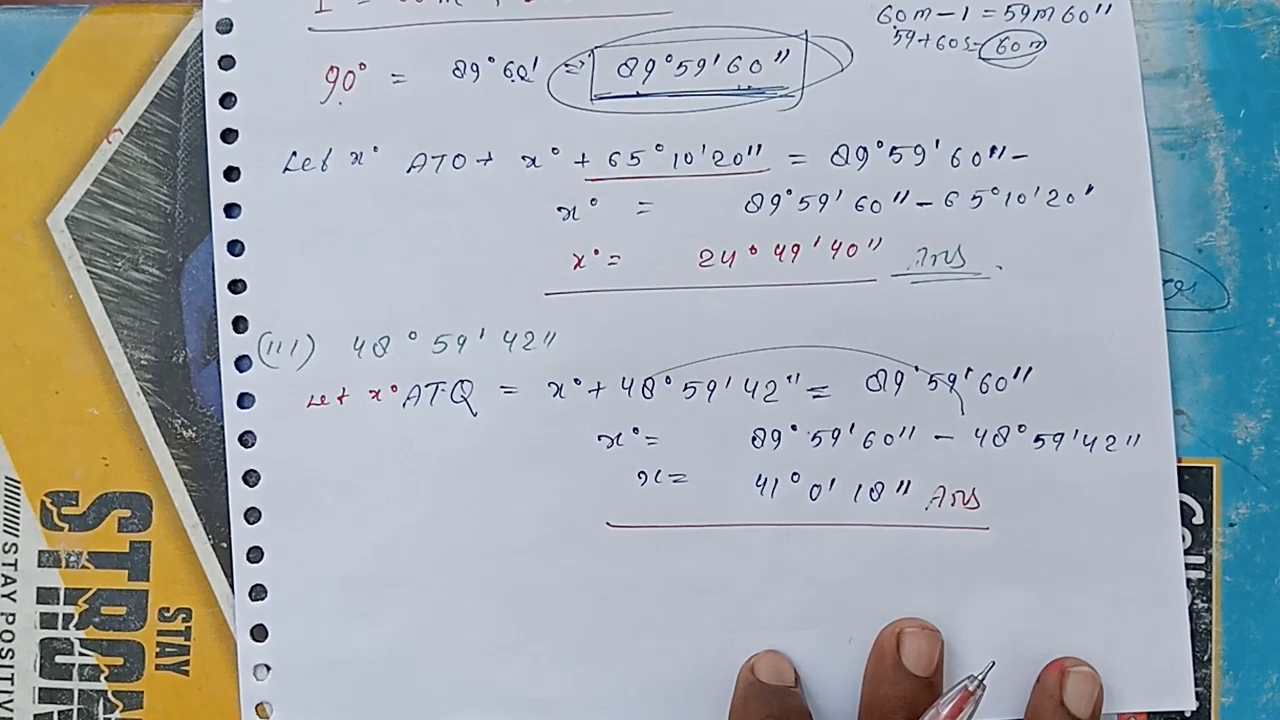 60m-1 = 59m 60"
59+60s=60m
90° = 89°60' => 89°59'60"
Let x° ATQ → x° + 65°10'20" = 89°59'60" -
x° = 89°59'60" - 65°10'20"
x° = 24°49'40" Ans.
(III) 48°59'42"
Let x° ATQ = x° + 48°59'42" = 89°59'60"
x° = 89°59'60" - 48°59'42"
x = 41°0'18" Ans
STAY
STRON
STAY POSITIVE